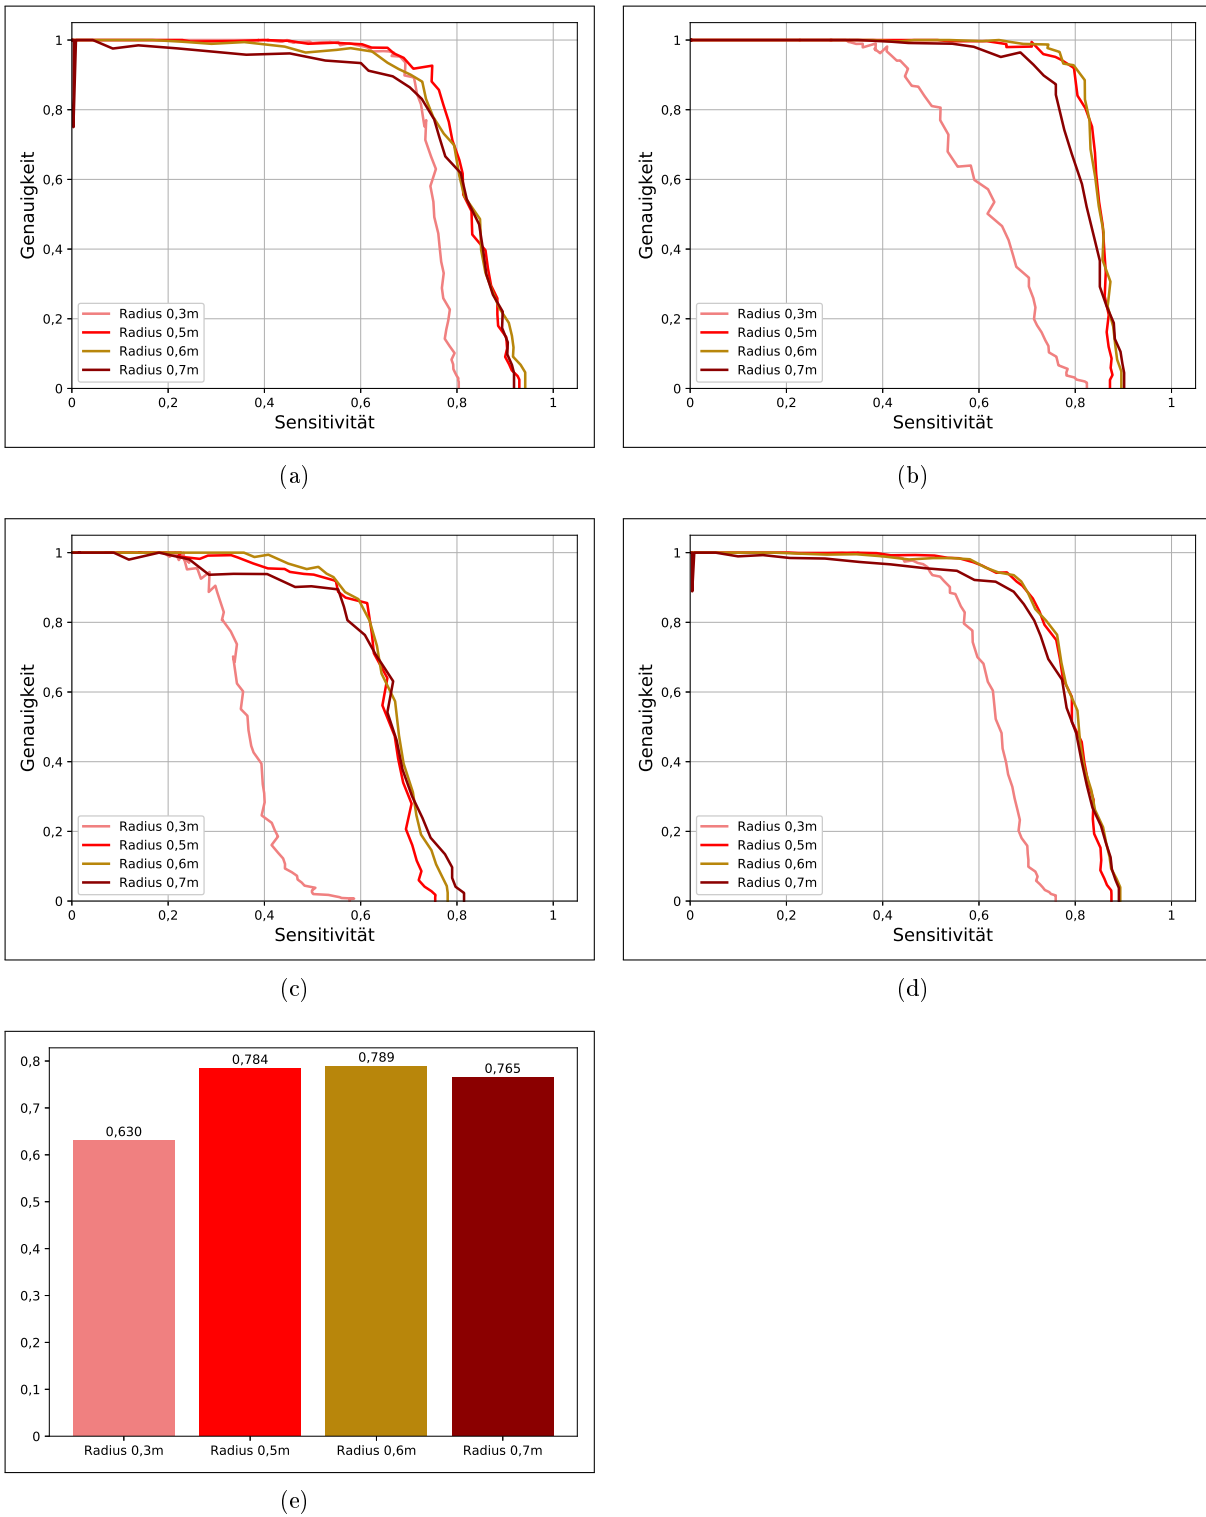 1
0,8
0,6
0,4
0,2
0
Genauigkeit
Radius 0,3m
Radius 0,5m
Radius 0,6m
Radius 0,7m
0 0,2 0,4 0,6 0,8 1
Sensitivität
(a)
1
0,8
0,6
0,4
0,2
0
Genauigkeit
Radius 0,3m
Radius 0,5m
Radius 0,6m
Radius 0,7m
0 0,2 0,4 0,6 0,8 1
Sensitivität
(b)
1
0,8
0,6
0,4
0,2
0
Genauigkeit
Radius 0,3m
Radius 0,5m
Radius 0,6m
Radius 0,7m
0 0,2 0,4 0,6 0,8 1
Sensitivität
(c)
1
0,8
0,6
0,4
0,2
0
Genauigkeit
Radius 0,3m
Radius 0,5m
Radius 0,6m
Radius 0,7m
0 0,2 0,4 0,6 0,8 1
Sensitivität
(d)
0,8
0,7
0,6
0,5
0,4
0,3
0,2
0,1
0
0,630
0,784
0,789
0,765
Radius 0,3m Radius 0,5m Radius 0,6m Radius 0,7m
(e)